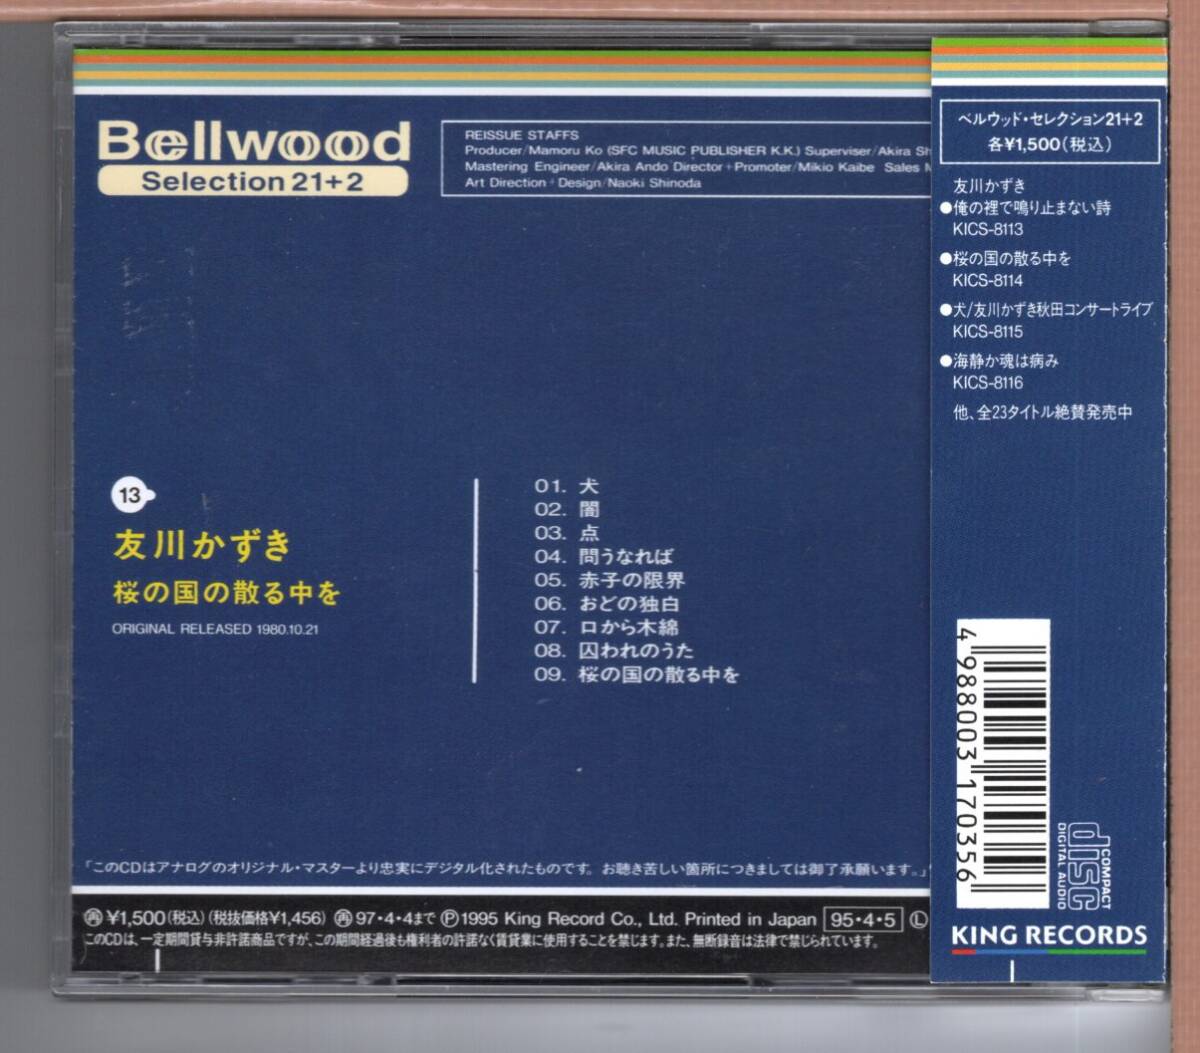 Bellwood
Selection 21+2
REISSUE STAFFS
Producer/Mamoru Ko (SFC MUSIC PUBLISHER K.K.) Superviser/Akira
Mastering Engineer/Akira Ando Director+Promoter/Mikio Kaibe Sales
Art Direction+Design/Naoki Shinoda
13
友川かずき
桜の国の散る中を
ORIGINAL RELEASED 1980.10.21
01. 犬
02. 闇
03. 点
04. 問うなれば
05. 赤子の限界
06. おどの独白
07. 口から木綿
08. 囚われのうた
09. 桜の国の散る中を
「このCDはアナログのオリジナル・マスターより忠実にデジタル化されたものです。お聴き苦しい箇所につきましては御了承願います。」
再 ¥1,500(税込)(税抜価格¥1,456) 再 97・4・4まで Ⓟ1995 King Record Co., Ltd. Printed in Japan 95・4・5 Ⓛ
このCDは、一定期間貸与非許諾商品ですが、この期間経過後も権利者の許諾なく賃貸業に使用することを禁じます。また、無断録音は法律で禁じられています。
ベルウッド・セレクション21+2
各¥1,500(税込)
友川かずき
●俺の裡で鳴り止まない詩
KICS-8113
●桜の国の散る中を
KICS-8114
●犬/友川かずき秋田コンサートライブ
KICS-8115
●海静か魂は病み
KICS-8116
他、全23タイトル絶賛発売中
4 988003 170356
COMPACT
disc
DIGITAL AUDIO
KING RECORDS